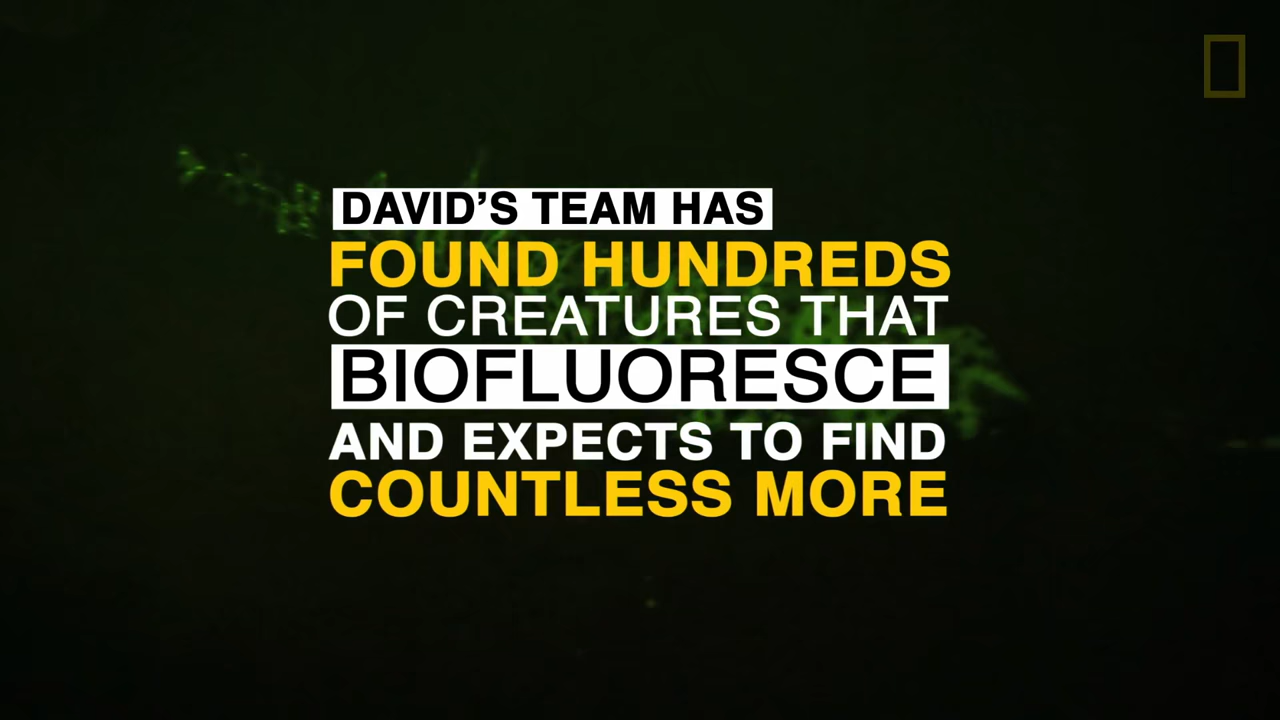 DAVID’S TEAM HAS
FOUND HUNDREDS
OF CREATURES THAT
BIOFLUORESCE
AND EXPECTS TO FIND
COUNTLESS MORE